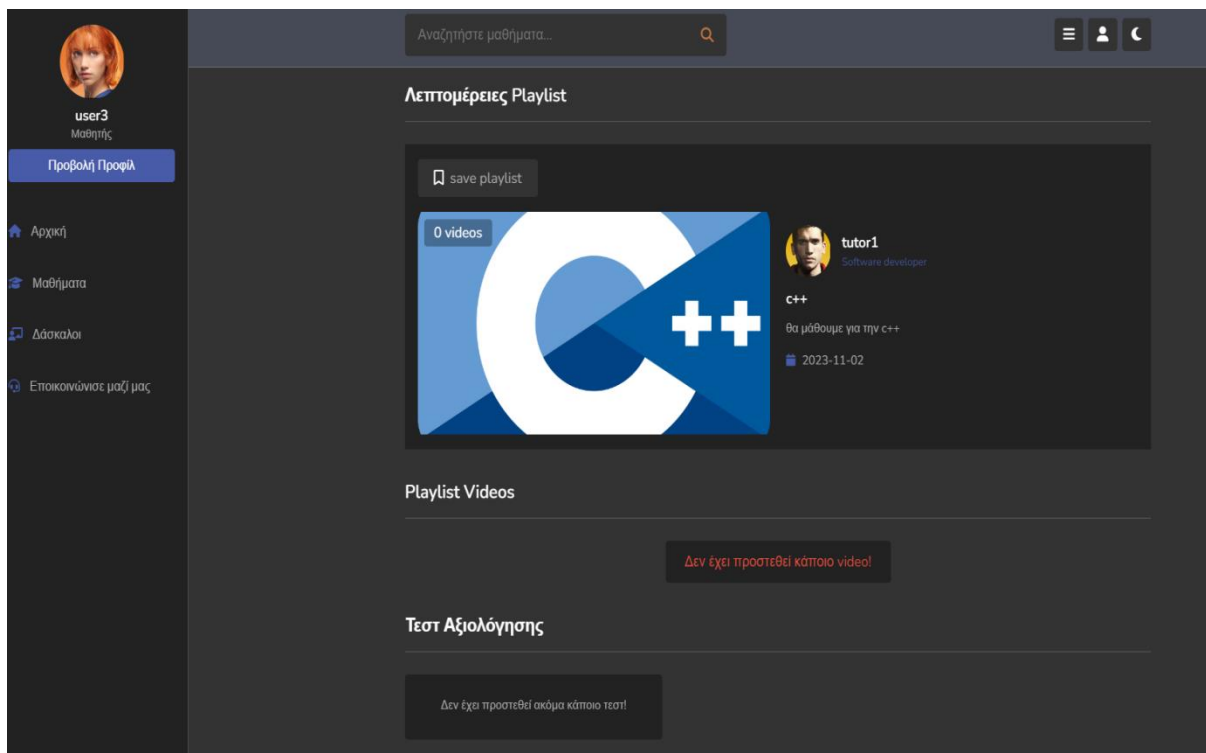 user3
Μαθητής
Προβολή Προφίλ
Αρχική
Μαθήματα
Δάσκαλοι
Εποικοινώνισε μαζί μας
Αναζητήστε μαθήματα...
Λεπτομέρειες Playlist
save playlist
0 videos
C++
tutor1
Software developer
c++
θα μάθουμε για την c++
2023-11-02
Playlist Videos
Δεν έχει προστεθεί κάποιο video!
Τεστ Αξιολόγησης
Δεν έχει προστεθεί ακόμα κάποιο τεστ!